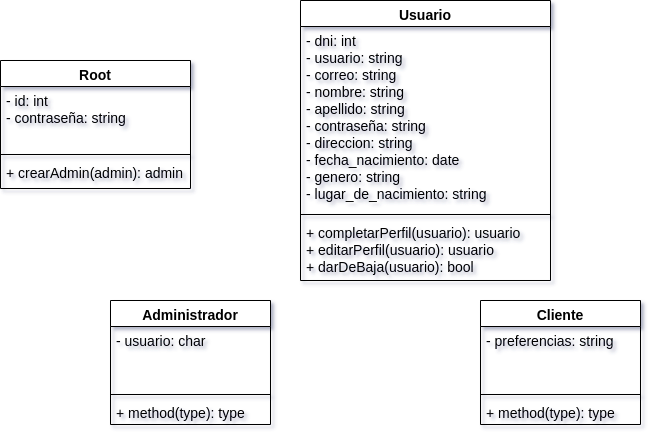 Root
- id: int
- contraseña: string
+ crearAdmin(admin): admin
Usuario
- dni: int
- usuario: string
- correo: string
- nombre: string
- apellido: string
- contraseña: string
- direccion: string
- fecha_nacimiento: date
- genero: string
- lugar_de_nacimiento: string
+ completarPerfil(usuario): usuario
+ editarPerfil(usuario): usuario
+ darDeBaja(usuario): bool
Administrador
- usuario: char
+ method(type): type
Cliente
- preferencias: string
+ method(type): type